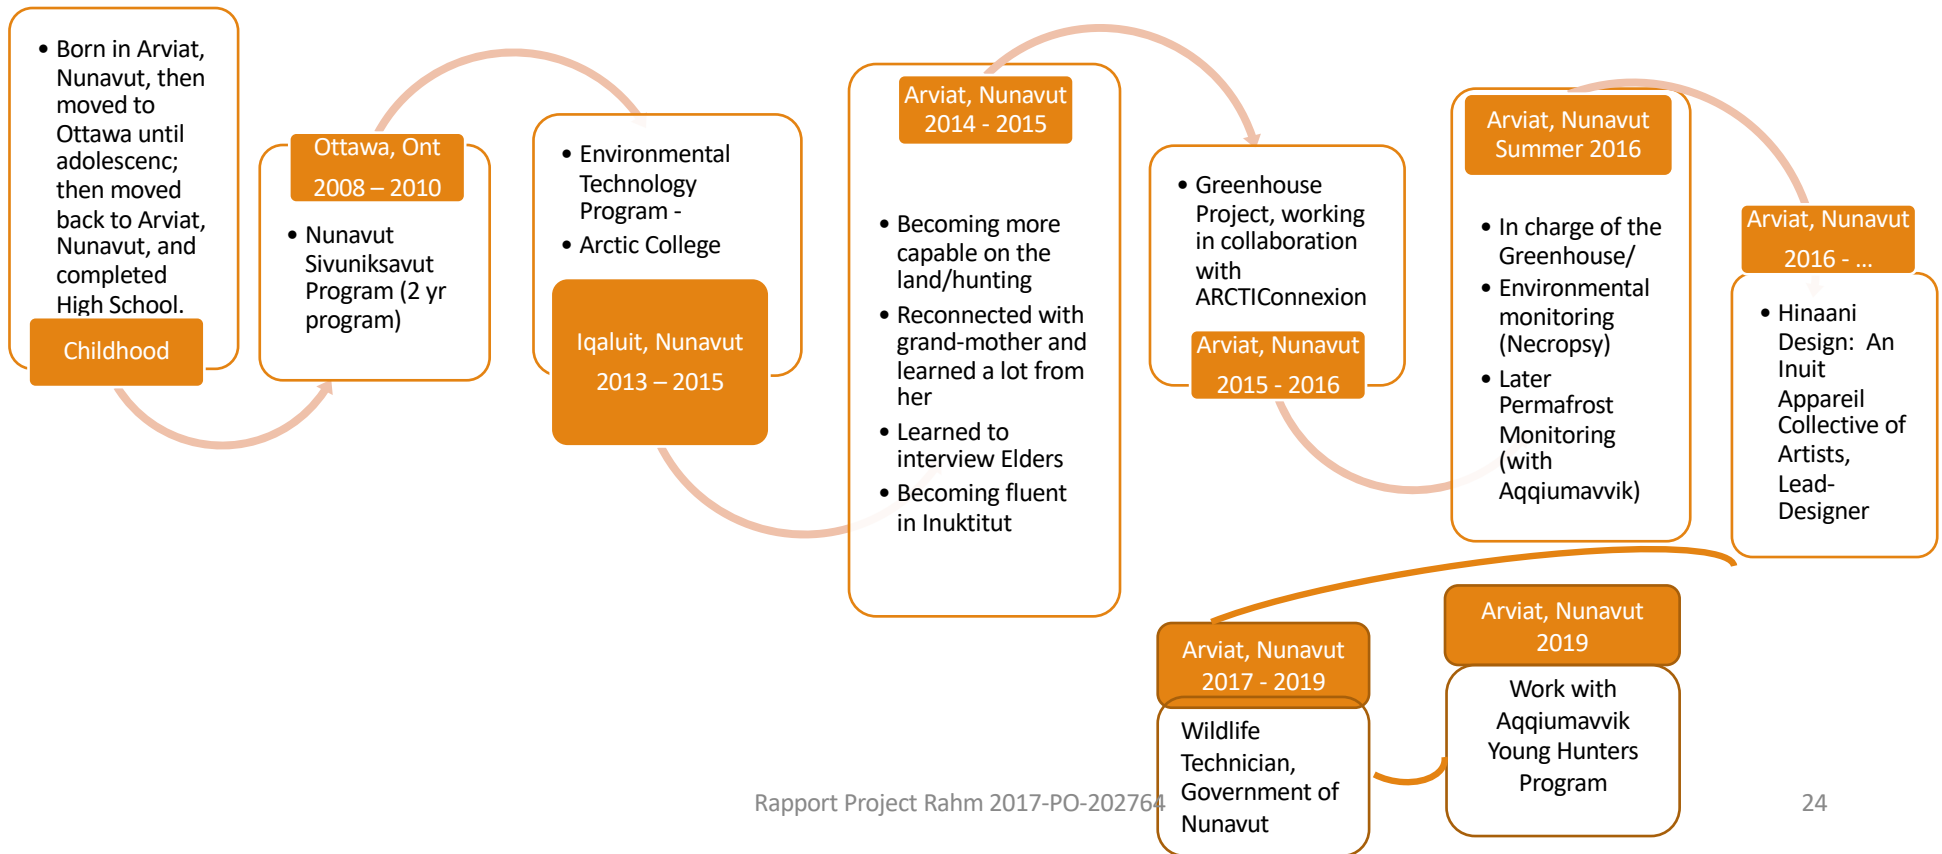 • Born in Arviat,
Nunavut, then
moved to
Ottawa until
adolescenc;
then moved
back to Arviat,
Nunavut, and
completed
High School.
Childhood
Ottawa, Ont
2008 – 2010
• Nunavut
Sivuniksavut
Program (2 yr
program)
• Environmental
Technology
Program -
• Arctic College
Iqaluit, Nunavut
2013 – 2015
Arviat, Nunavut
2014 - 2015
• Becoming more
capable on the
land/hunting
• Reconnected with
grand-mother and
learned a lot from
her
• Learned to
interview Elders
• Becoming fluent
in Inuktitut
• Greenhouse
Project, working
in collaboration
with
ARCTIConnexion
Arviat, Nunavut
2015 - 2016
Arviat, Nunavut
Summer 2016
• In charge of the
Greenhouse/
• Environmental
monitoring
(Necropsy)
• Later
Permafrost
Monitoring
(with
Aqqiumavvik)
Arviat, Nunavut
2016 - ...
• Hinaani
Design: An
Inuit
Appareil
Collective of
Artists,
Lead-
Designer
Arviat, Nunavut
2017 - 2019
Wildlife
Technician,
Government of
Nunavut
Arviat, Nunavut
2019
Work with
Aqqiumavvik
Young Hunters
Program
Rapport Project Rahm 2017-PO-202764
24